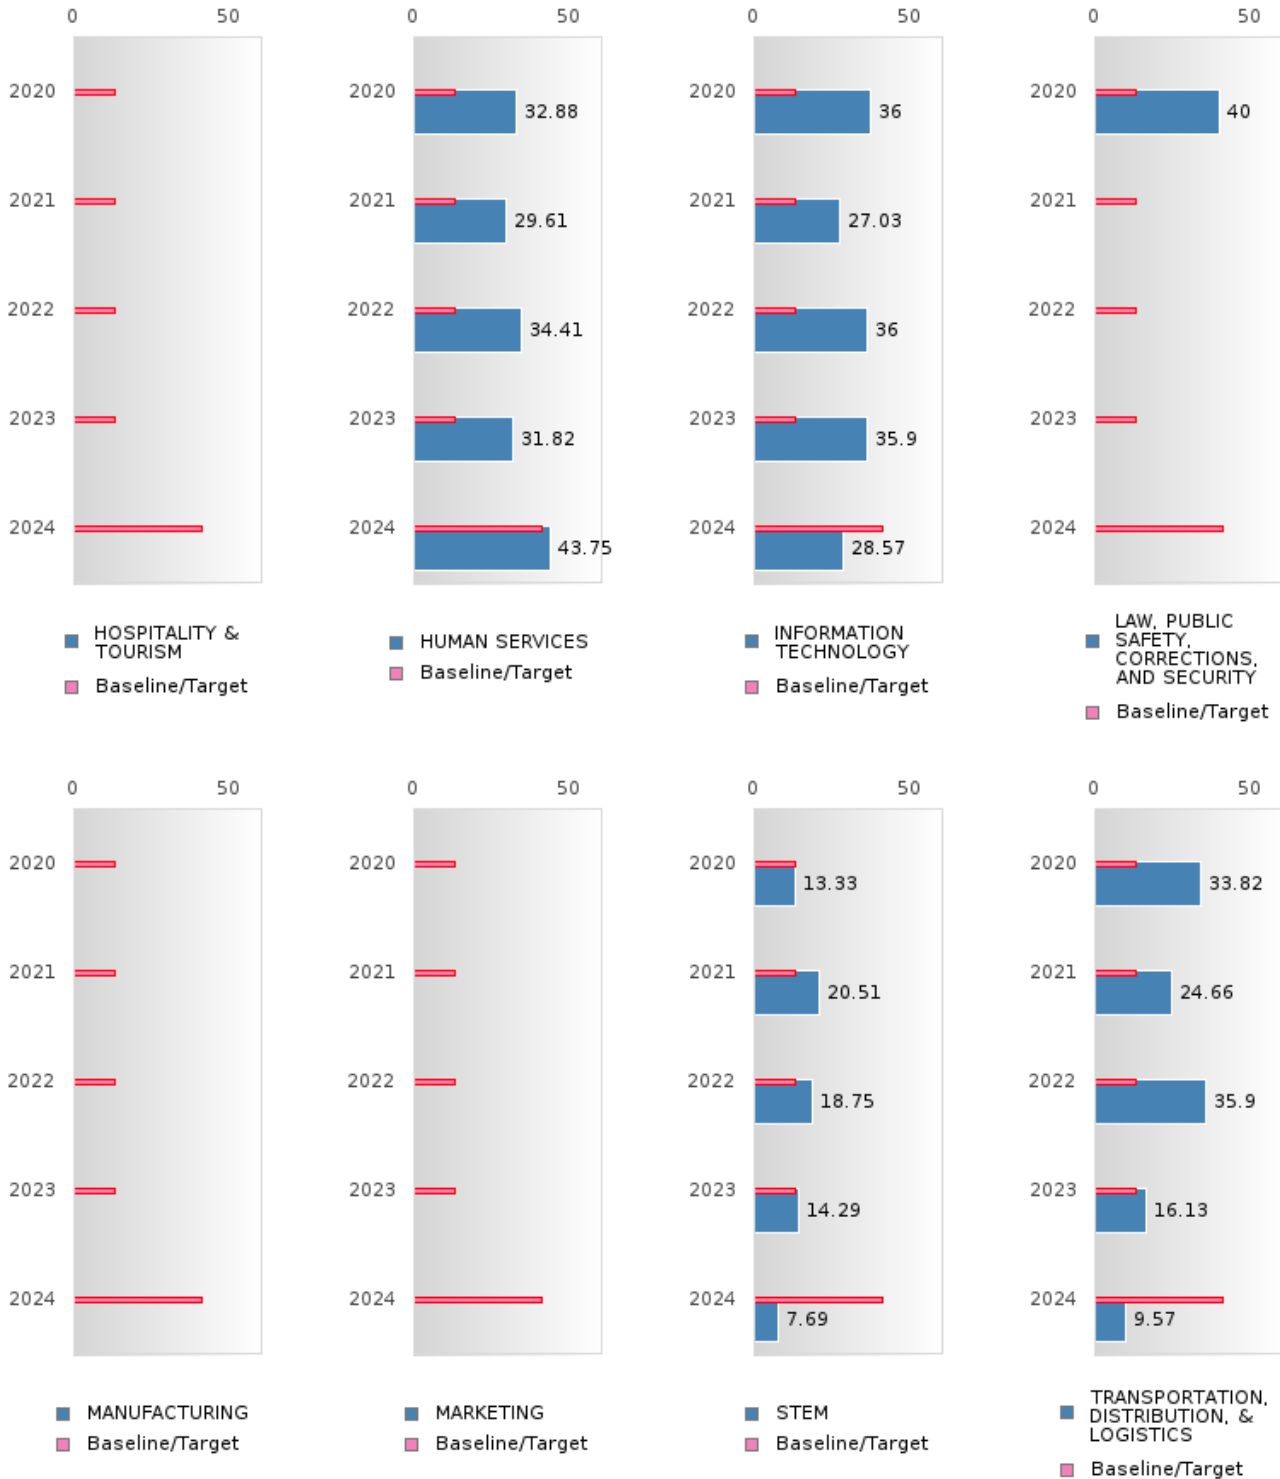 0 50
2020
2021
2022
2023
2024
HOSPITALITY &
TOURISM
Baseline/Target
0 50
2020 32.88
2021 29.61
2022 34.41
2023 31.82
2024 43.75
HUMAN SERVICES
Baseline/Target
0 50
2020 36
2021 27.03
2022 36
2023 35.9
2024 28.57
INFORMATION
TECHNOLOGY
Baseline/Target
0 50
2020 40
2021
2022
2023
2024
LAW, PUBLIC
SAFETY,
CORRECTIONS,
AND SECURITY
Baseline/Target
0 50
2020
2021
2022
2023
2024
MANUFACTURING
Baseline/Target
0 50
2020
2021
2022
2023
2024
MARKETING
Baseline/Target
0 50
2020 13.33
2021 20.51
2022 18.75
2023 14.29
2024 7.69
STEM
Baseline/Target
0 50
2020 33.82
2021 24.66
2022 35.9
2023 16.13
2024 9.57
TRANSPORTATION,
DISTRIBUTION, &
LOGISTICS
Baseline/Target